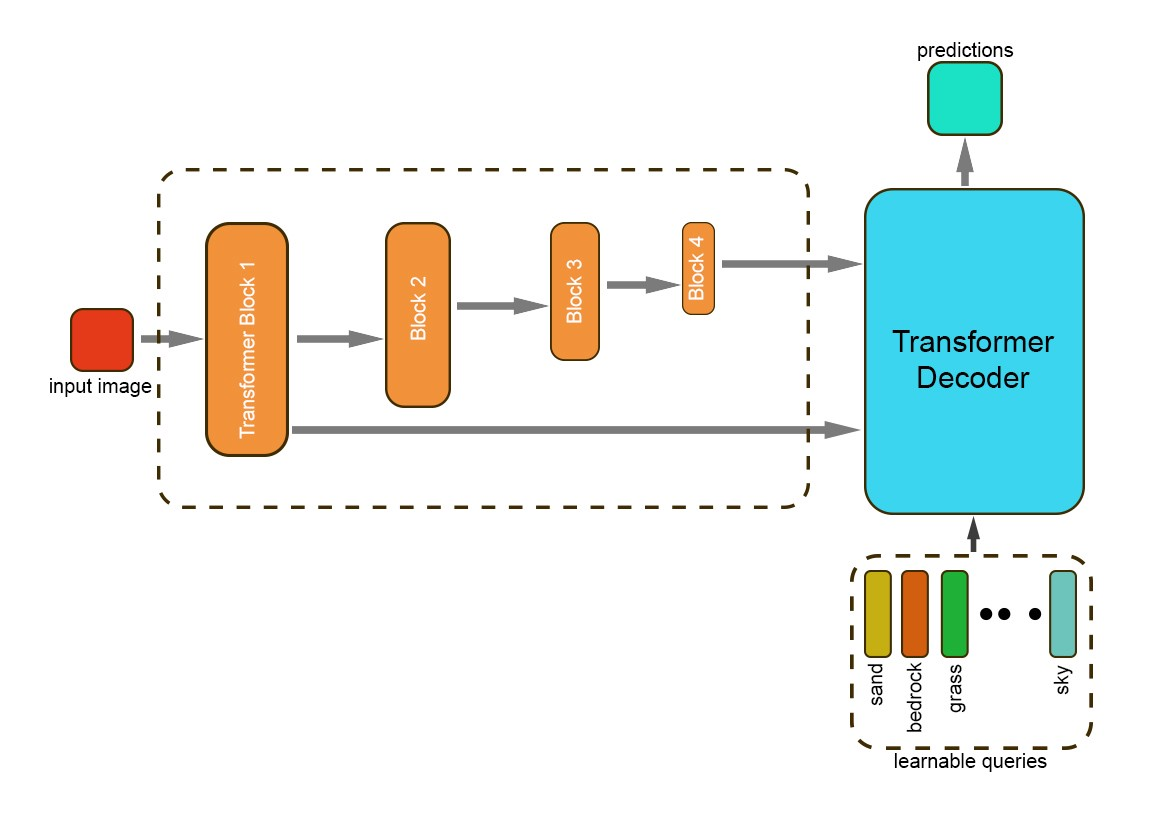 predictions
Transformer Block 1
Block 2
Block 3
Block 4
input image
Transformer
Decoder
sand
bedrock
grass
sky
learnable queries